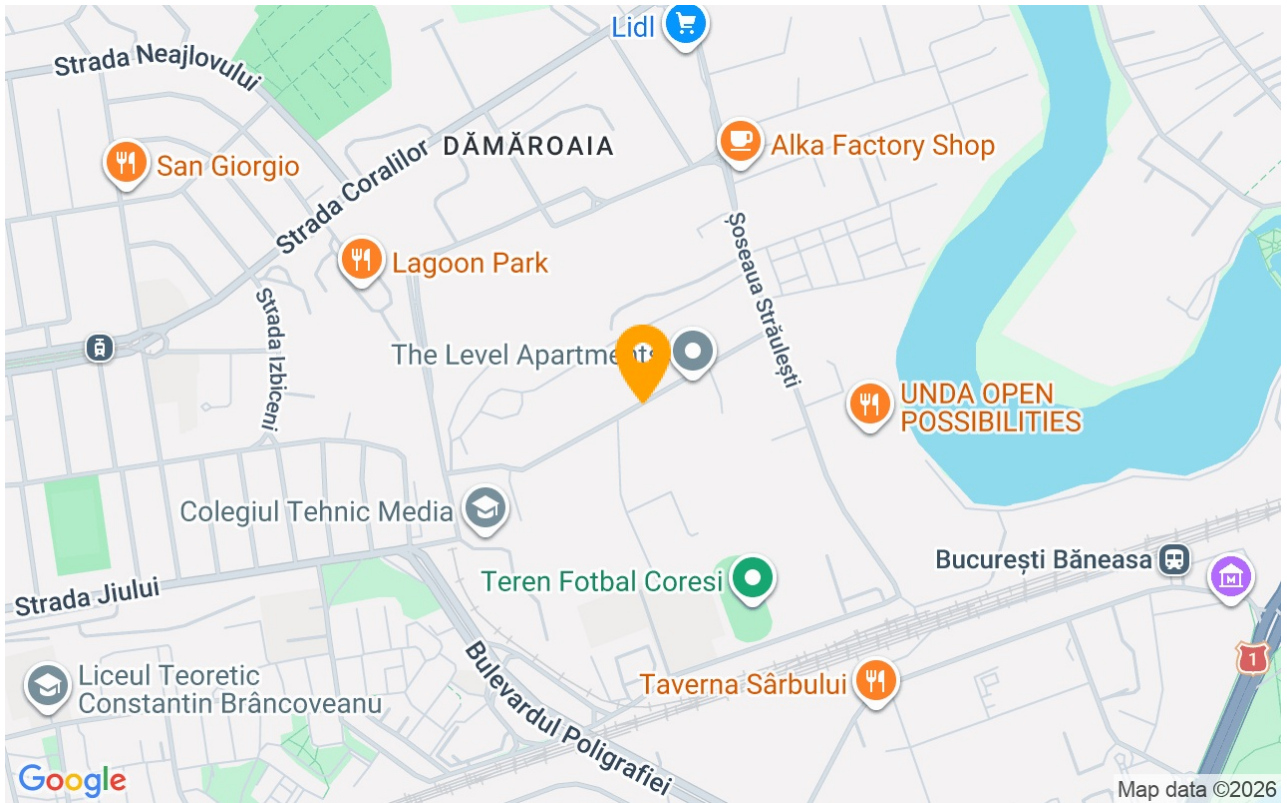 Lidl
Strada Neajlovului
DĂMĂROAIA
Alka Factory Shop
San Giorgio
Strada Coralilor
Lagoon Park
Șoseaua Străulești
Strada Izbiceni
The Level Apartments
UNDA OPEN
POSSIBILITIES
Colegiul Tehnic Media
București Băneasa
M
Teren Fotbal Coresi
Strada Jiului
1
Liceul Teoretic
Constantin Brâncoveanu
Taverna Sârbului
Bulevardul Poligrafiei
Google
Map data ©2026